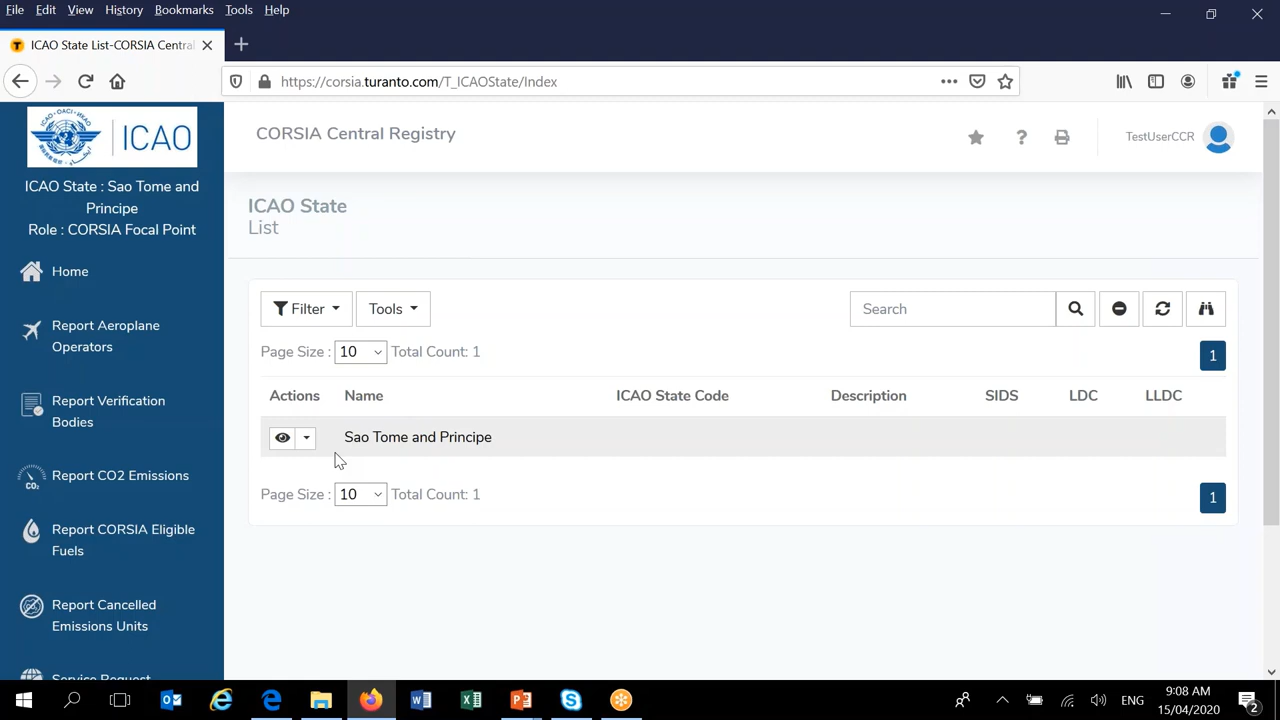 File Edit View History Bookmarks Tools Help
ICAO State List-CORSIA Central
https://corsia.turanto.com/T_ICAOState/Index
ICAO
ICAO State : Sao Tome and
Principe
Role : CORSIA Focal Point
Home
Report Aeroplane
Operators
Report Verification
Bodies
Report CO2 Emissions
Report CORSIA Eligible
Fuels
Report Cancelled
Emissions Units
Service Request
CORSIA Central Registry
TestUserCCR
ICAO State
List
Filter Tools Search
Page Size : 10 Total Count: 1 1
Actions Name ICAO State Code Description SIDS LDC LLDC
Sao Tome and Principe
Page Size : 10 Total Count: 1 1
ENG
9:08 AM
15/04/2020
2